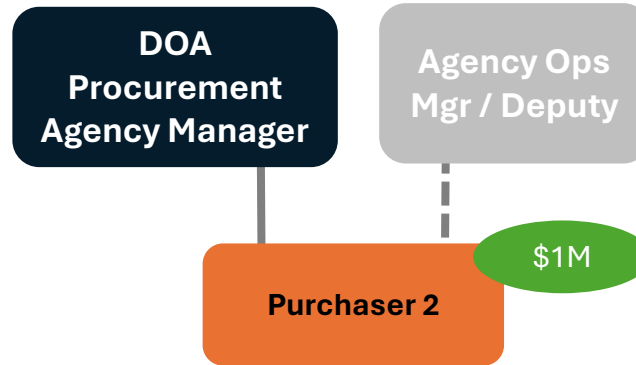 DOA
Procurement
Agency Manager
Agency Ops
Mgr / Deputy
$1M
Purchaser 2